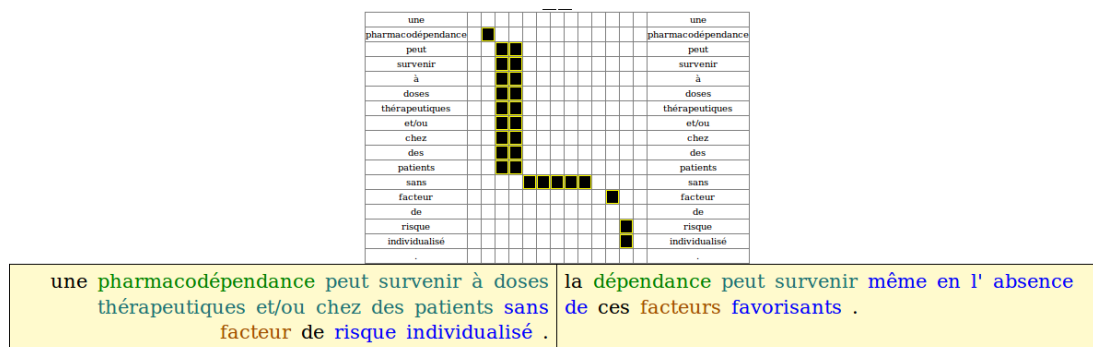 une une
pharmacodépendance pharmacodépendance
peut peut
survenir survenir
à à
doses doses
thérapeutiques thérapeutiques
et/ou et/ou
chez chez
des des
patients patients
sans sans
facteur facteur
de de
risque risque
individualisé individualisé
. .
une pharmacodépendance peut survenir à doses
thérapeutiques et/ou chez des patients sans
facteur de risque individualisé .
la dépendance peut survenir même en l' absence
de ces facteurs favorisants .